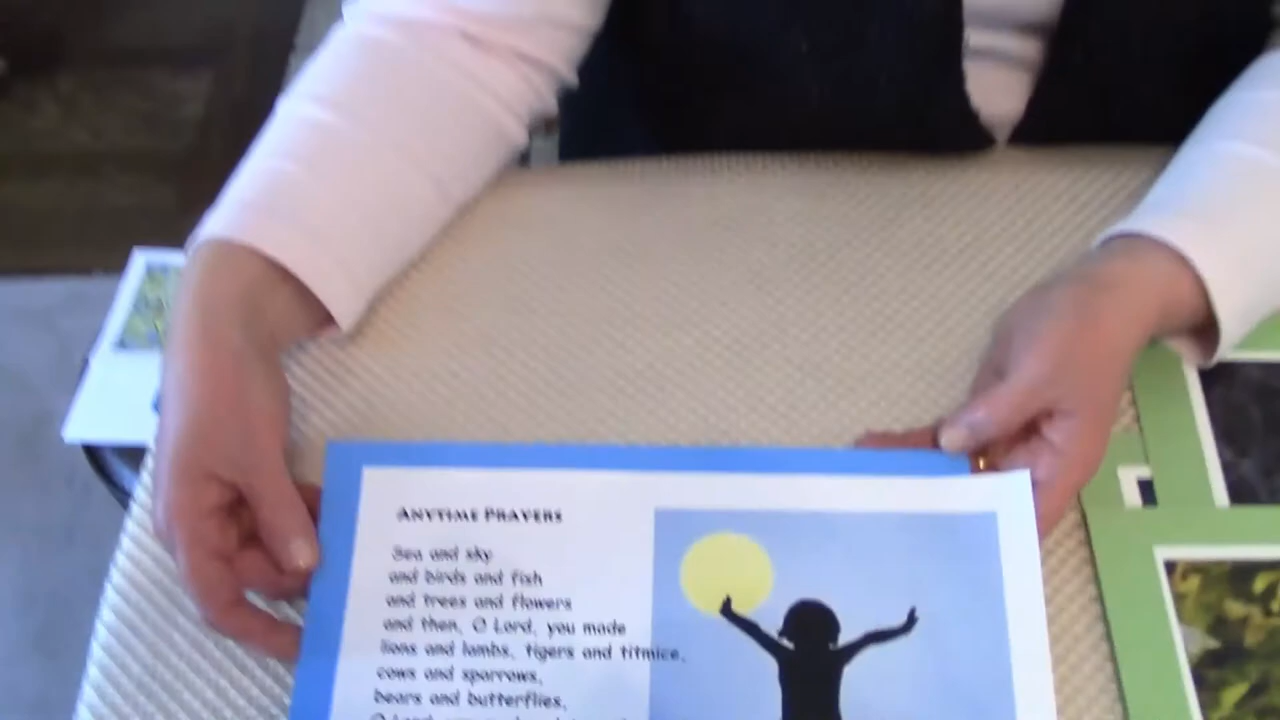 ANYTIME PRAYERS
Sea and sky
and birds and fish
and trees and flowers
and then, O Lord, you made
lions and lambs, tigers and titmice,
cows and sparrows,
bears and butterflies,
O Lord,